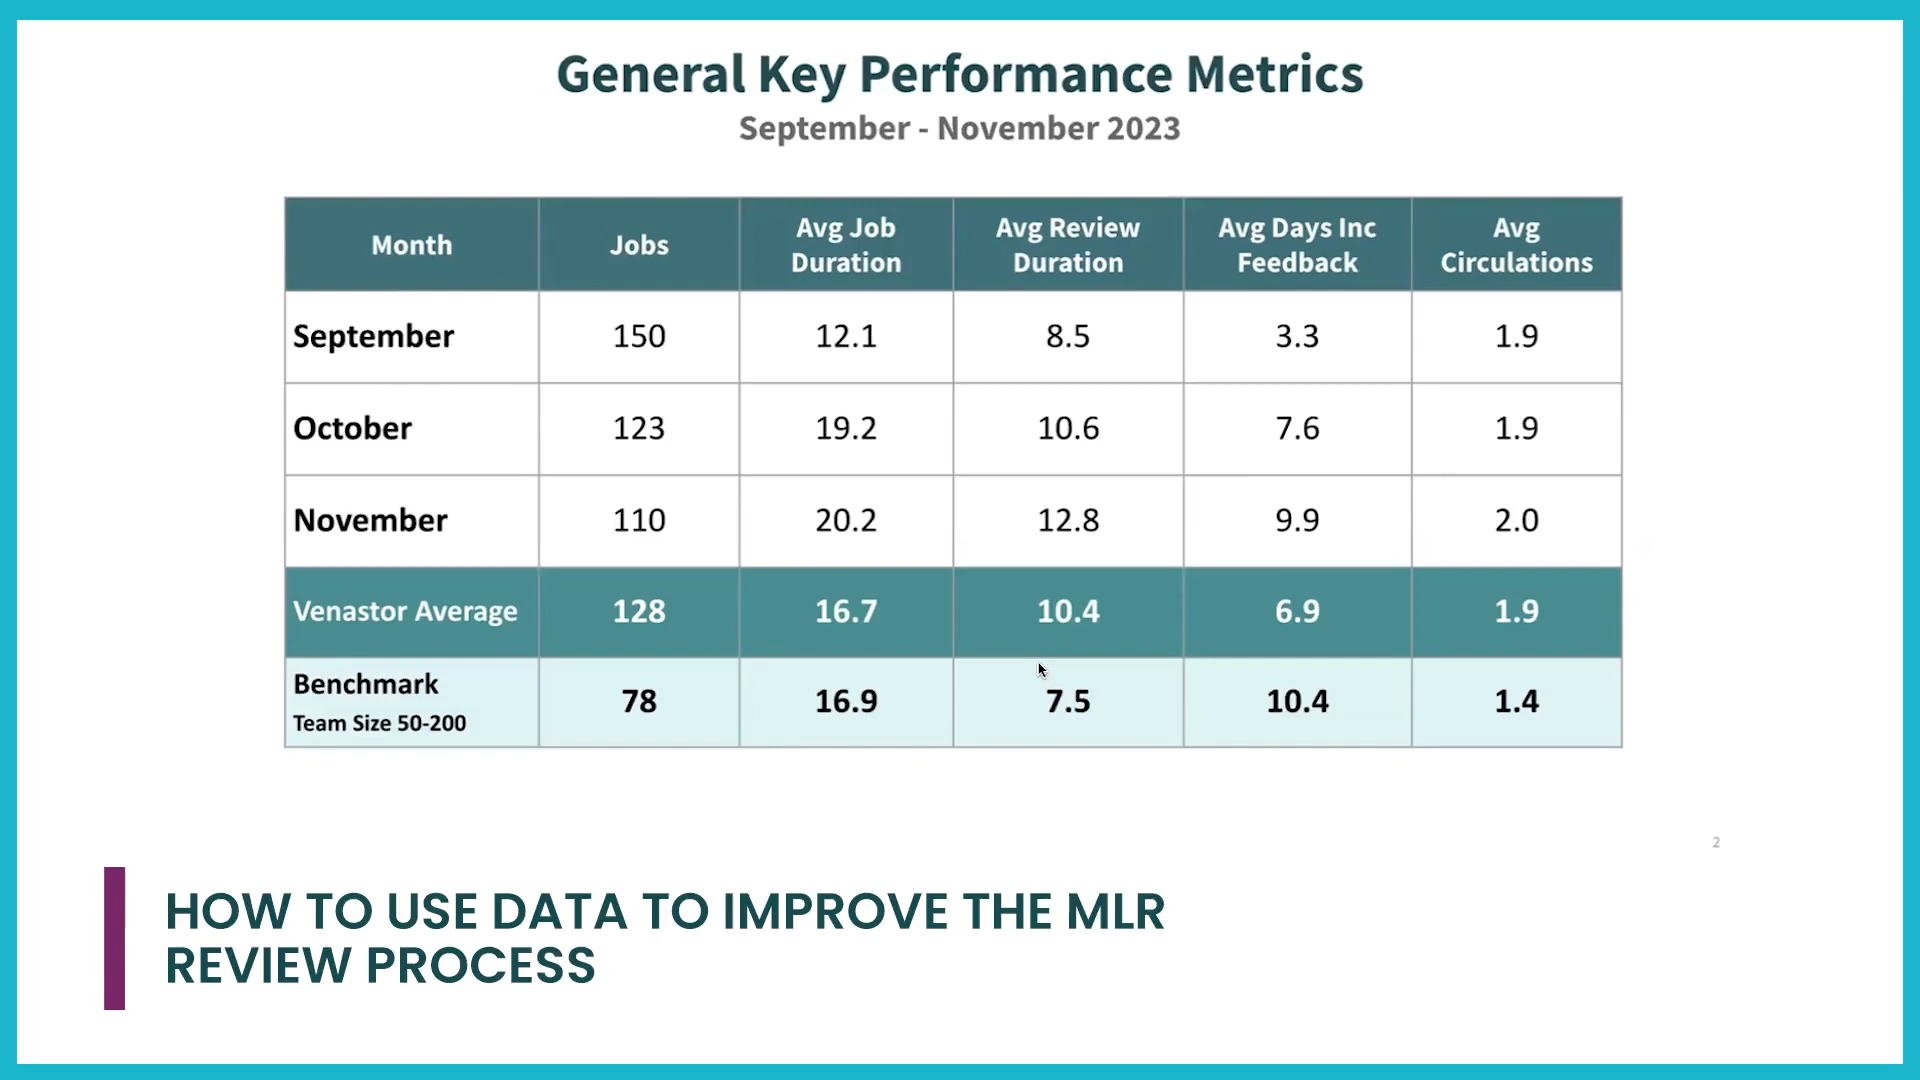 General Key Performance Metrics
September - November 2023
Month Jobs Avg Job Duration Avg Review Duration Avg Days Inc Feedback Avg Circulations
September 150 12.1 8.5 3.3 1.9
October 123 19.2 10.6 7.6 1.9
November 110 20.2 12.8 9.9 2.0
Venastor Average 128 16.7 10.4 6.9 1.9
Benchmark Team Size 50-200 78 16.9 7.5 10.4 1.4
2
HOW TO USE DATA TO IMPROVE THE MLR
REVIEW PROCESS